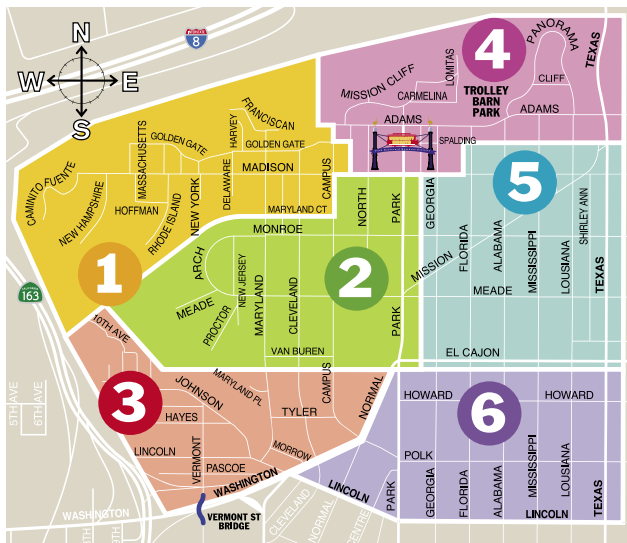 N
INTERSTATE
8
W
E
S
4
PANORAMA
TEXAS
LOMITAS
MISSION CLIFF
CARMELINA
CLIFF
TROLLEY
BARN
PARK
ADAMS
ADAMS
SPALDING
FRANCISCAN
HARVEY
MASSACHUSETTS
GOLDEN GATE
GOLDEN GATE
MADISON
CAMPUS
CAMINITO FUENTE
NEW HAMPSHIRE
HOFFMAN
RHODE ISLAND
NEW YORK
DELAWARE
MARYLAND CT
1
5
GEORGIA
FLORIDA
ALABAMA
MISSISSIPPI
LOUISIANA
SHIRLEY ANN
TEXAS
MISSION
MEADE
EL CAJON
MONROE
NORTH
PARK
ARCH
2
MEADE
PROCTOR
NEW JERSEY
MARYLAND
CLEVELAND
PARK
VAN BUREN
CALIFORNIA
163
10TH AVE
5TH AVE
6TH AVE
3
JOHNSON
MARYLAND PL
CAMPUS
NORMAL
HAYES
TYLER
LINCOLN
VERMONT
PASCOE
MORROW
WASHINGTON
WASHINGTON
VERMONT ST
BRIDGE
10TH
CLEVELAND
NORMAL
CENTRE
HOWARD
6
HOWARD
POLK
PARK
GEORGIA
FLORIDA
ALABAMA
MISSISSIPPI
LOUISIANA
TEXAS
LINCOLN
LINCOLN